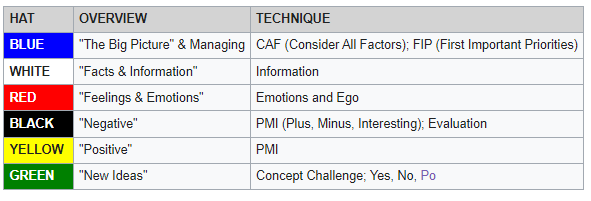 HAT OVERVIEW TECHNIQUE
BLUE "The Big Picture" & Managing CAF (Consider All Factors); FIP (First Important Priorities)
WHITE "Facts & Information" Information
RED "Feelings & Emotions" Emotions and Ego
BLACK "Negative" PMI (Plus, Minus, Interesting); Evaluation
YELLOW "Positive" PMI
GREEN "New Ideas" Concept Challenge; Yes, No, Po